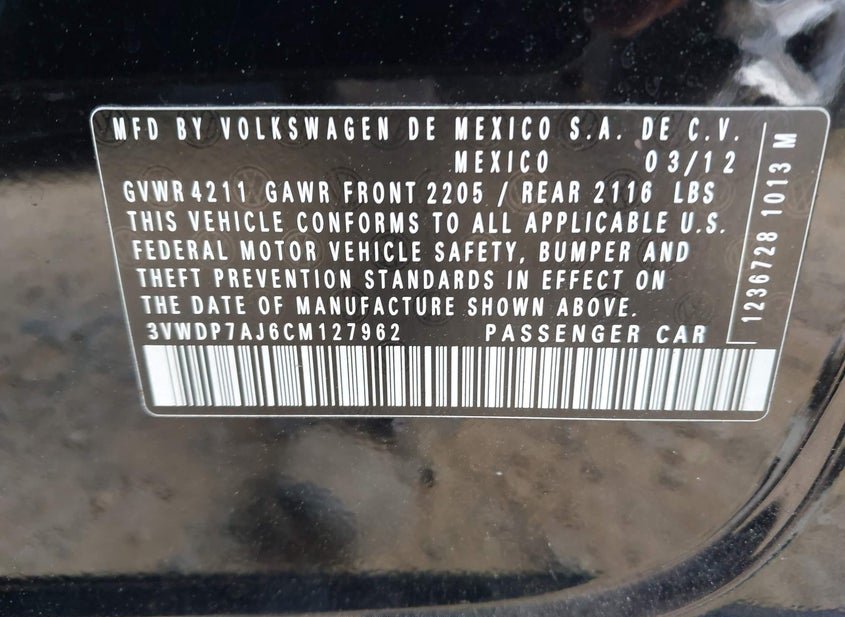 MFD BY VOLKSWAGEN DE MEXICO S.A. DE C.V.
MEXICO 03/12
GVWR 4211 GAWR FRONT 2205 / REAR 2116 LBS
THIS VEHICLE CONFORMS TO ALL APPLICABLE U.S.
FEDERAL MOTOR VEHICLE SAFETY, BUMPER AND
THEFT PREVENTION STANDARDS IN EFFECT ON
THE DATE OF MANUFACTURE SHOWN ABOVE.
3VWDP7AJ6CM127962 PASSENGER CAR
1236728 1013 M